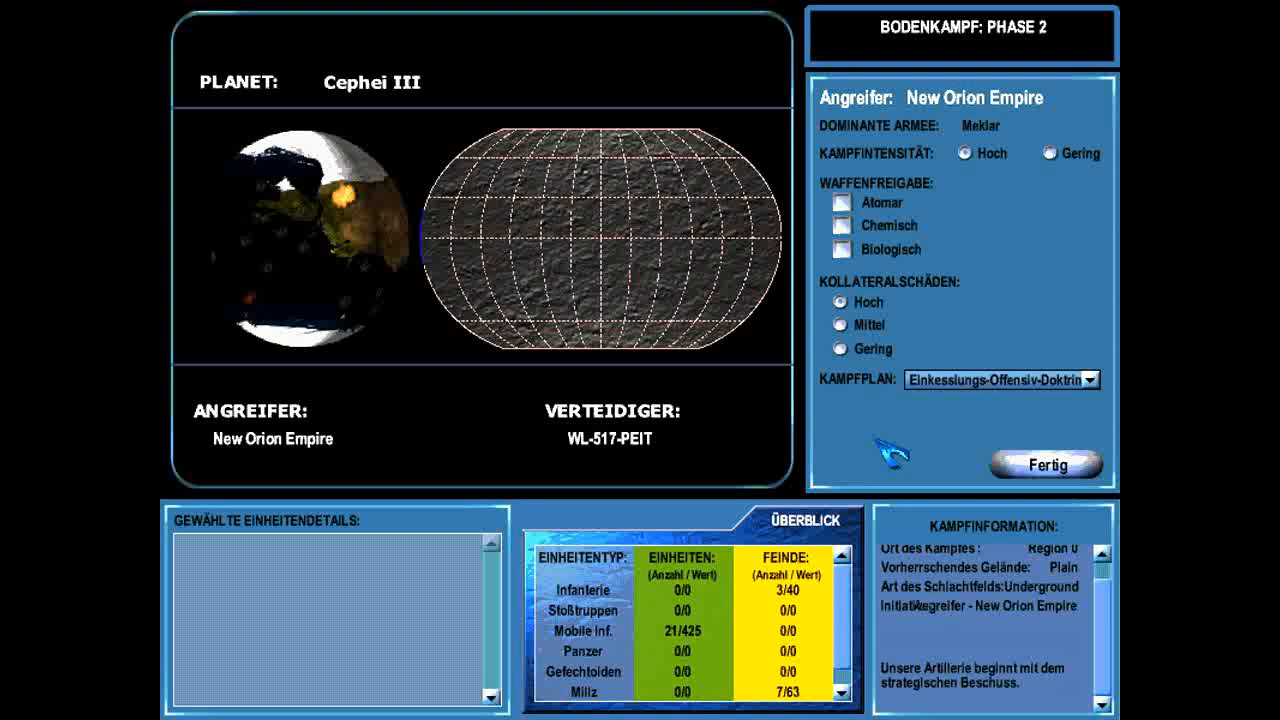 BODENKAMPF: PHASE 2
PLANET: Cephei III
Angreifer: New Orion Empire
DOMINANTE ARMEE: Meklar
KAMPFINTENSITÄT: Hoch Gering
WAFFENFREIGABE:
Atomar
Chemisch
Biologisch
KOLLATERALSCHÄDEN:
Hoch
Mittel
Gering
KAMPFPLAN: Einkesslungs-Offensiv-Doktrin
Fertig
ANGREIFER: VERTEIDIGER:
New Orion Empire WL-517-PEIT
GEWÄHLTE EINHEITENDETAILS:
ÜBERBLICK
EINHEITENTYP: EINHEITEN: FEINDE:
(Anzahl / Wert) (Anzahl / Wert)
Infanterie 0/0 3/40
Stoßtruppen 0/0 0/0
Mobile Inf. 21/425 0/0
Panzer 0/0 0/0
Gefechtoiden 0/0 0/0
Miliz 0/0 7/63
KAMPFINFORMATION:
Ort des Kampfes : Region 0
Vorherrschendes Gelände: Plain
Art des Schlachtfelds:Underground
Angreifer - New Orion Empire
Unsere Artillerie beginnt mit dem
strategischen Beschuss.